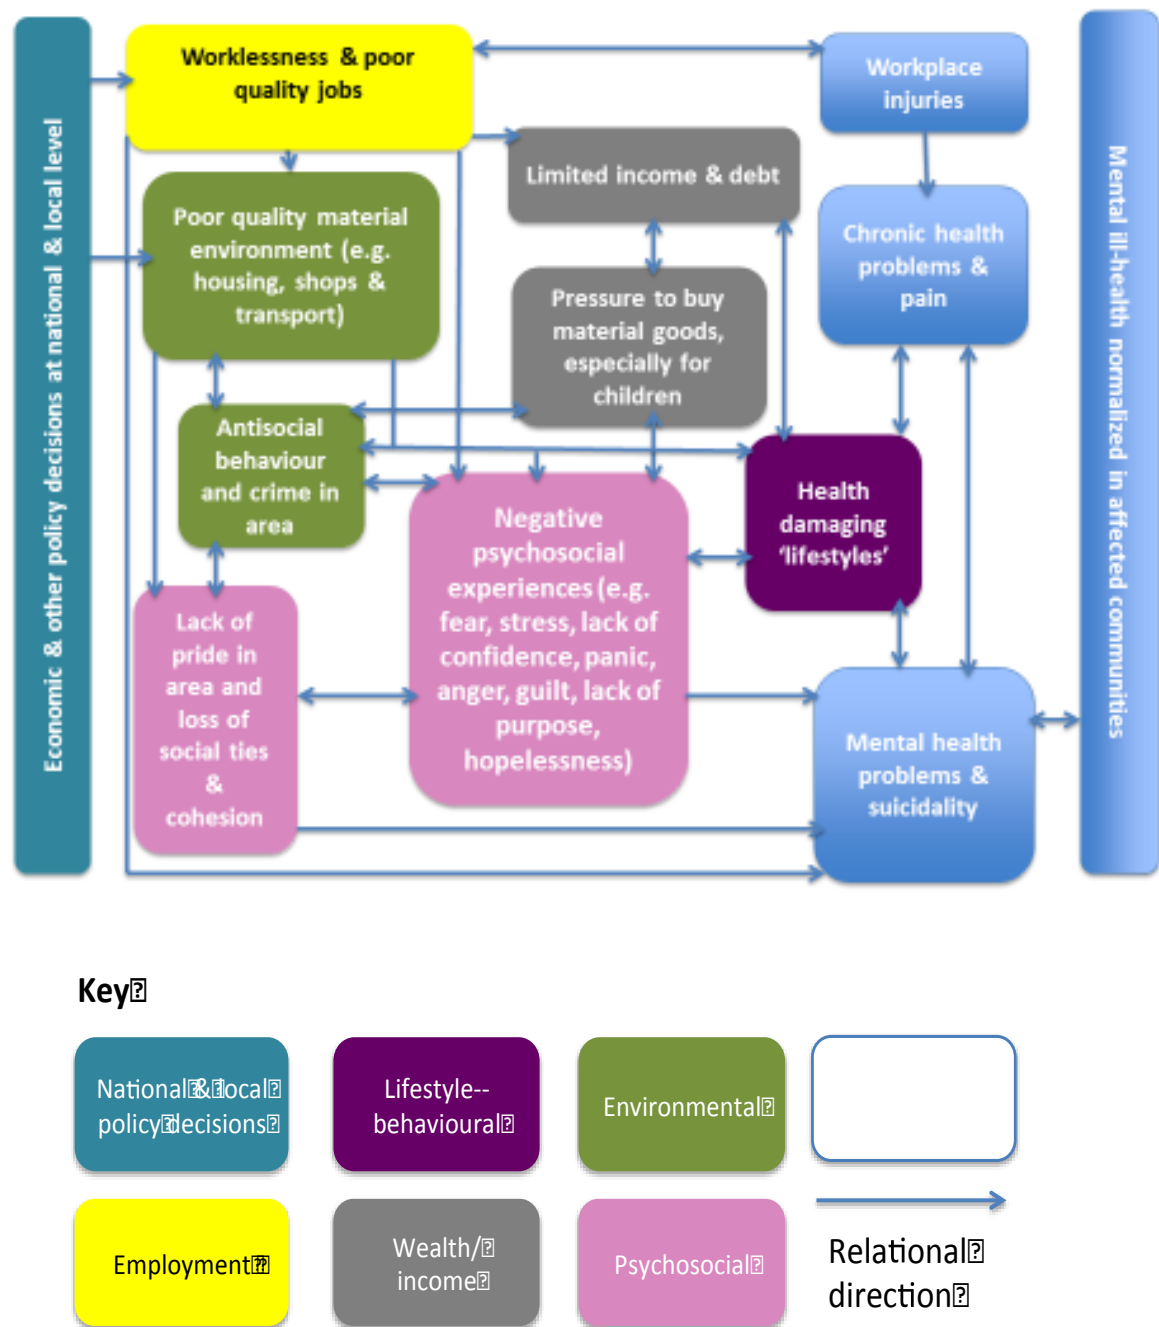 Economic & other policy decisions at national & local level
Worklessness & poor
quality jobs
Workplace
injuries
Limited income & debt
Poor quality material
environment (e.g.
housing, shops &
transport)
Chronic health
problems &
pain
Pressure to buy
material goods,
especially for
children
Antisocial
behaviour
and crime in
area
Health
damaging
‘lifestyles’
Negative
psychosocial
experiences (e.g.
fear, stress, lack of
confidence, panic,
anger, guilt, lack of
purpose,
hopelessness)
Lack of
pride in
area and
loss of
social ties
&
cohesion
Mental health
problems &
suicidality
Mental ill-health normalized in affected communities
Key
National & local
policy decisions
Lifestyle--
behavioural
Environmental
Employment
Wealth/
income
Psychosocial
Relational
direction